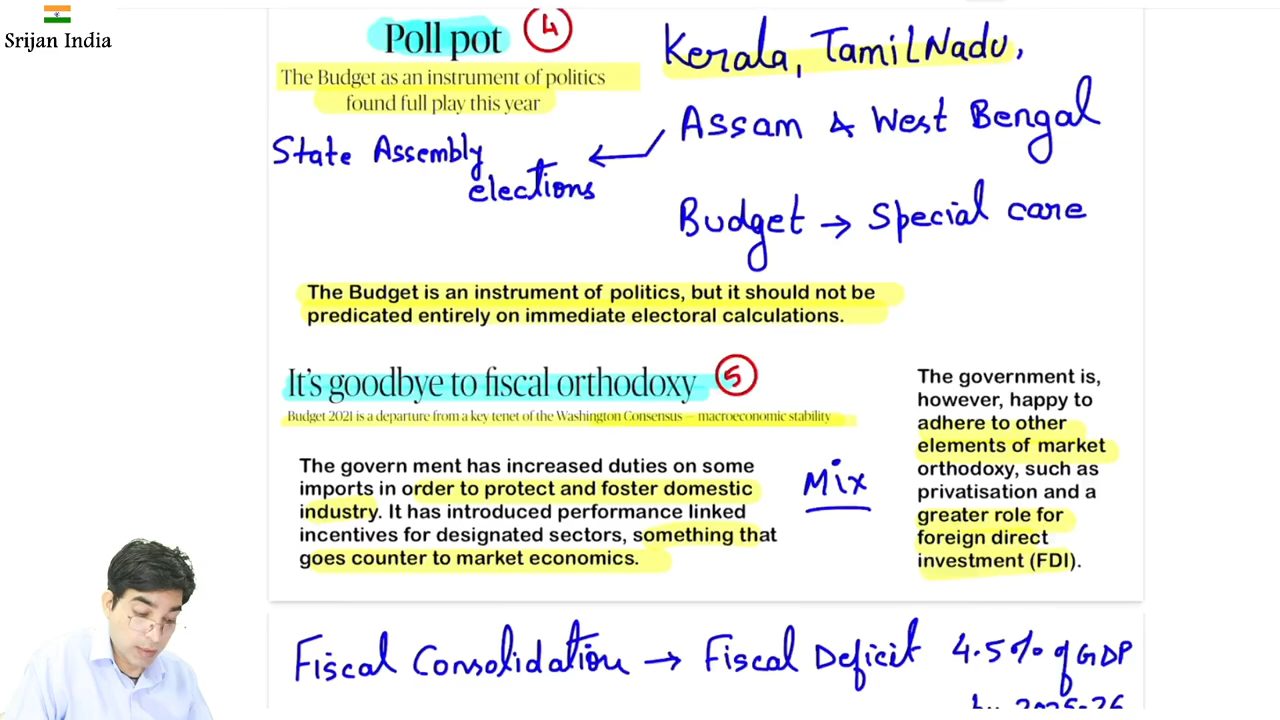 Srijan India
Poll pot
4
The Budget as an instrument of politics
found full play this year
Kerala, Tamil Nadu,
Assam & West Bengal
State Assembly
elections
Budget → Special care
The Budget is an instrument of politics, but it should not be
predicated entirely on immediate electoral calculations.
It's goodbye to fiscal orthodoxy
5
Budget 2021 is a departure from a key tenet of the Washington Consensus — macroeconomic stability
The govern ment has increased duties on some
imports in order to protect and foster domestic
industry. It has introduced performance linked
incentives for designated sectors, something that
goes counter to market economics.
Mix
The government is,
however, happy to
adhere to other
elements of market
orthodoxy, such as
privatisation and a
greater role for
foreign direct
investment (FDI).
Fiscal Consolidation → Fiscal Deficit 4.5% of GDP
by 2025-26